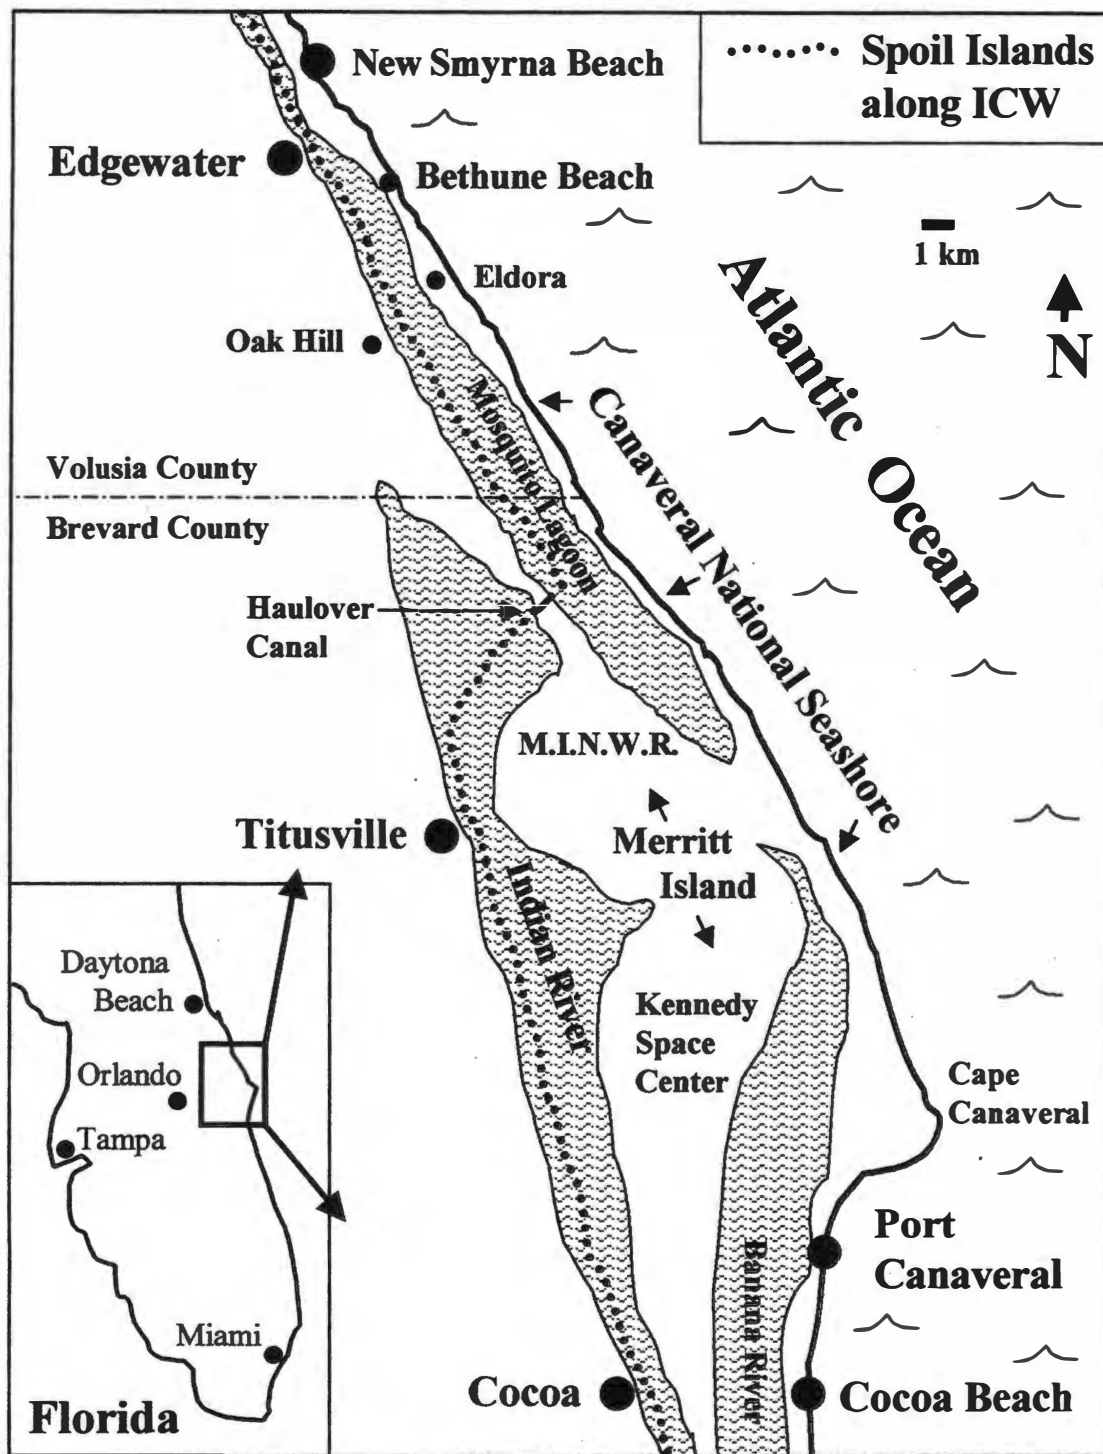 New Smyrna Beach
Spoil Islands
along ICW
Edgewater
Bethune Beach
1 km
Eldora
Atlantic Ocean
N
Oak Hill
Mosquito Lagoon
Canaveral National Seashore
Volusia County
Brevard County
Haulover
Canal
M.I.N.W.R.
Titusville
Merritt
Island
Indian River
Daytona
Beach
Kennedy
Space
Center
Orlando
Cape
Canaveral
Tampa
Port
Canaveral
Banana River
Miami
Cocoa
Cocoa Beach
Florida